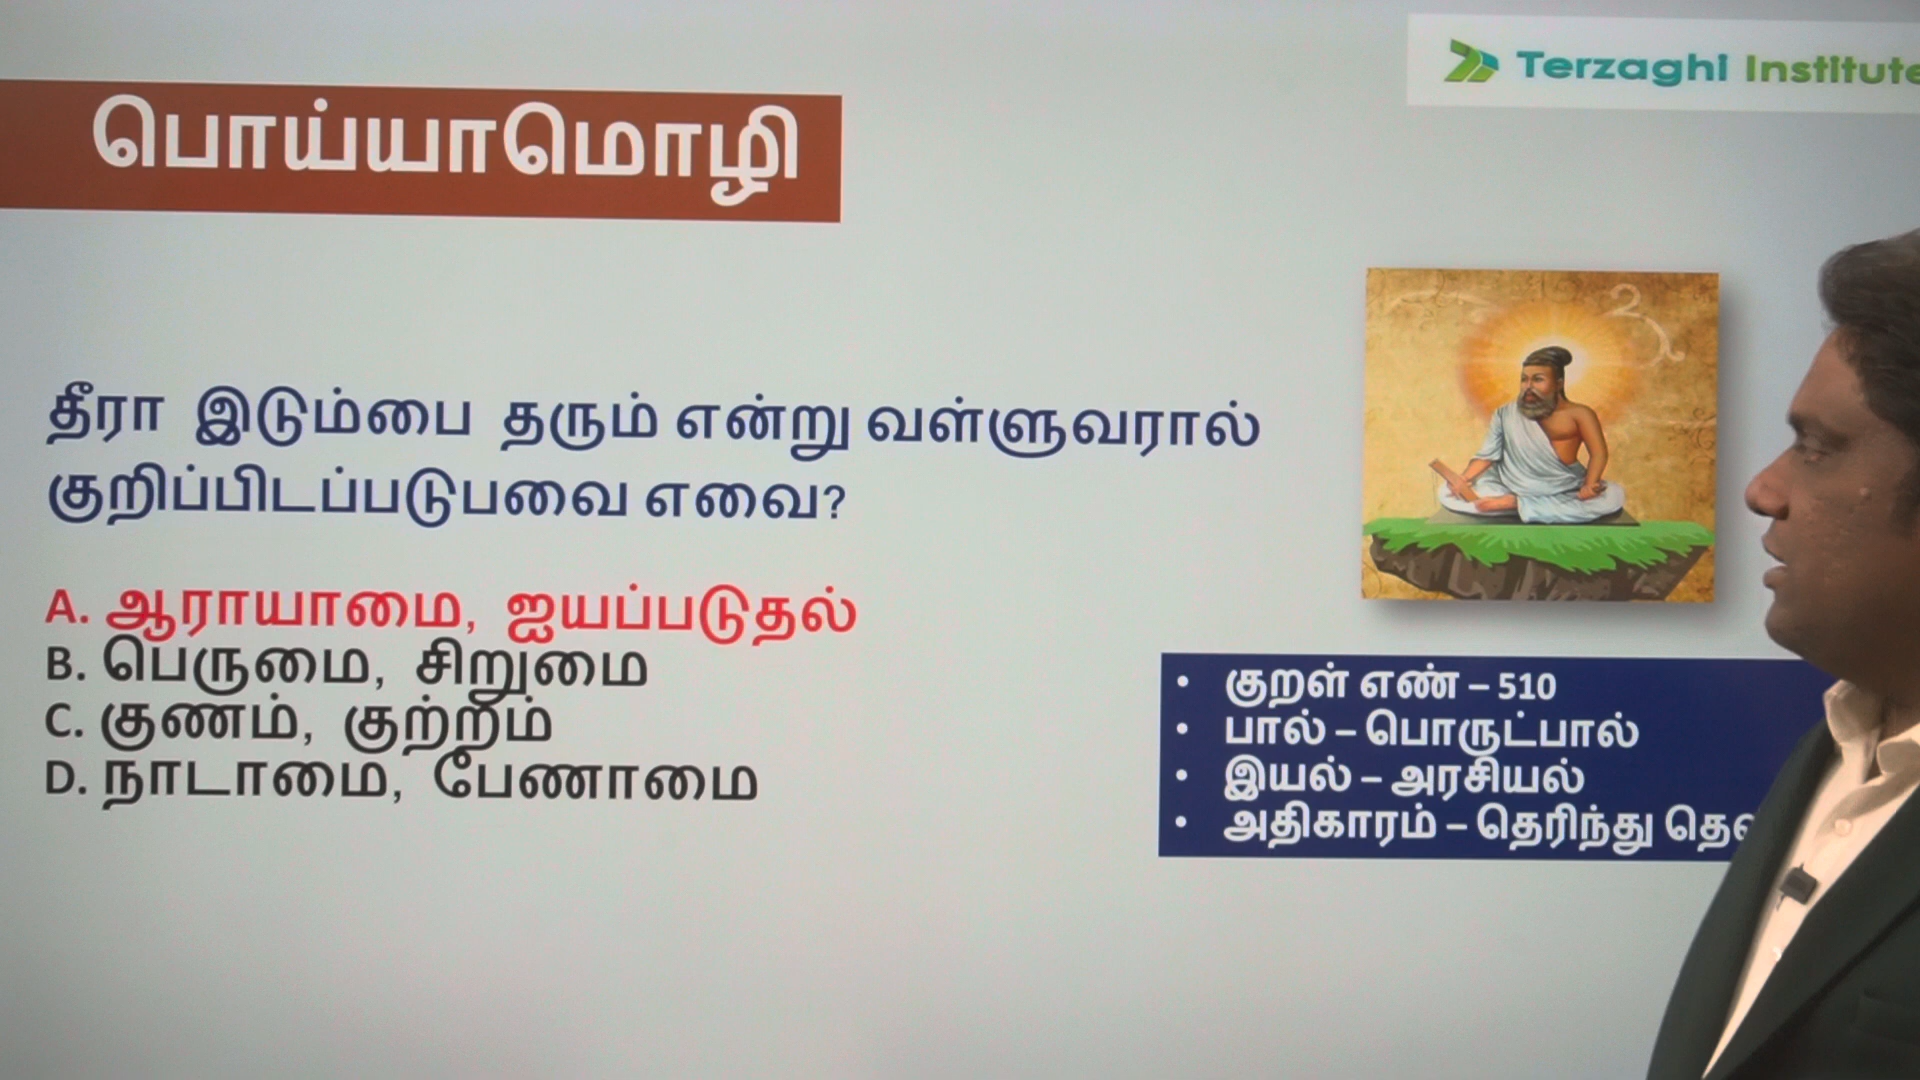 Terzaghi Institute
பொய்யாமொழி
தீரா இடும்பை தரும் என்று வள்ளுவரால்
குறிப்பிடப்படுபவை எவை?
A. ஆராயாமை, ஐயப்படுதல்
B. பெருமை, சிறுமை
C. குணம், குற்றம்
D. நாடாமை, பேணாமை
• குறள் எண் – 510
• பால் – பொருட்பால்
• இயல் – அரசியல்
• அதிகாரம் – தெரிந்து